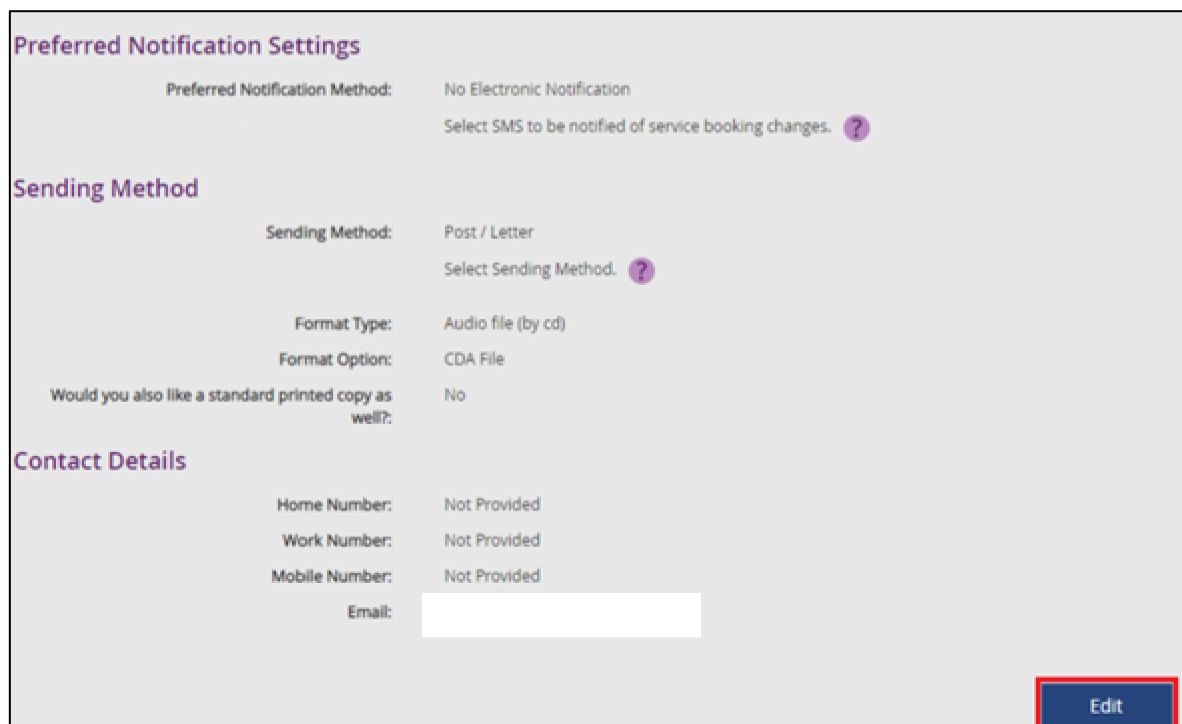 Preferred Notification Settings
Preferred Notification Method: No Electronic Notification
Select SMS to be notified of service booking changes. ?
Sending Method
Sending Method: Post / Letter
Select Sending Method. ?
Format Type: Audio file (by cd)
Format Option: CDA File
Would you also like a standard printed copy as No
well?:
Contact Details
Home Number: Not Provided
Work Number: Not Provided
Mobile Number: Not Provided
Email:
Edit